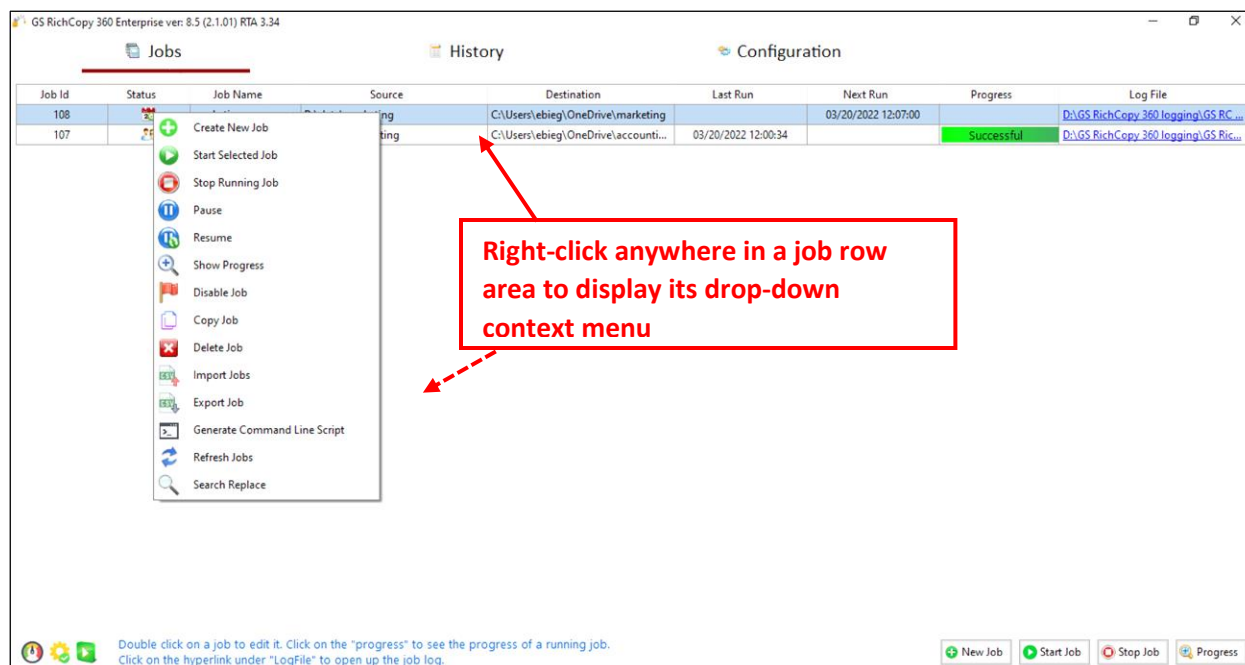 GS RichCopy 360 Enterprise ver: 8.5 (2.1.01) RTA 3.34
Jobs History Configuration
Job Id Status Job Name Source Destination Last Run Next Run Progress Log File
108 C:\Users\ebieg\OneDrive\marketing 03/20/2022 12:07:00 D:\GS RichCopy 360 logging\GS RC ...
107 C:\Users\ebieg\OneDrive\accounti... 03/20/2022 12:00:34 Successful D:\GS RichCopy 360 logging\GS Ric...
Create New Job
Start Selected Job
Stop Running Job
Pause
Resume
Show Progress
Disable Job
Copy Job
Delete Job
Import Jobs
Export Job
Generate Command Line Script
Refresh Jobs
Search Replace
Right-click anywhere in a job row
area to display its drop-down
context menu
Double click on a job to edit it. Click on the "progress" to see the progress of a running job.
Click on the hyperlink under "LogFile" to open up the job log.
New Job Start Job Stop Job Progress